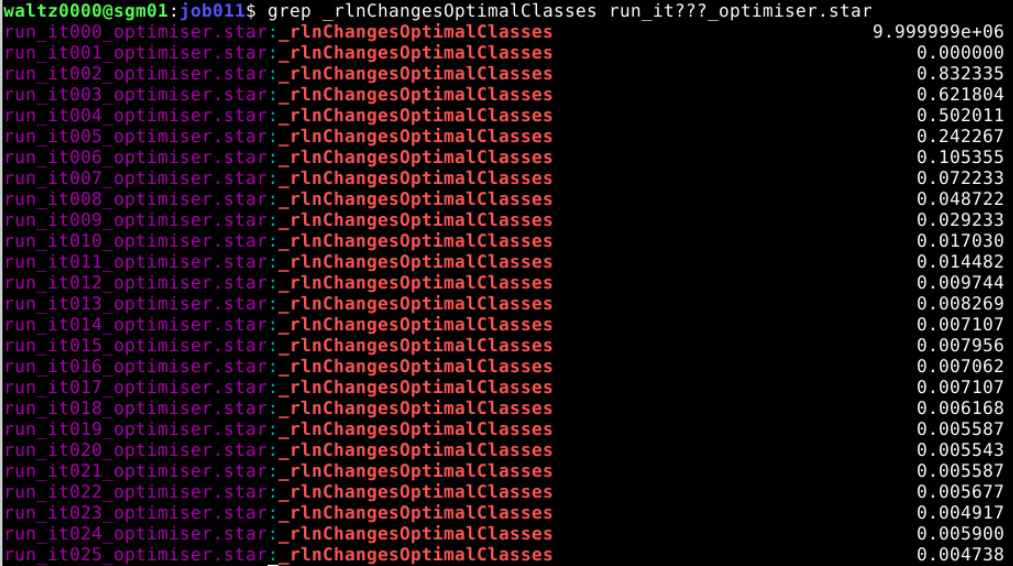 waltz0000@sgm01:job011$ grep _rlnChangesOptimalClasses run_it???_optimiser.star
run_it000_optimiser.star:_rlnChangesOptimalClasses 9.999999e+06
run_it001_optimiser.star:_rlnChangesOptimalClasses 0.000000
run_it002_optimiser.star:_rlnChangesOptimalClasses 0.832335
run_it003_optimiser.star:_rlnChangesOptimalClasses 0.621804
run_it004_optimiser.star:_rlnChangesOptimalClasses 0.502011
run_it005_optimiser.star:_rlnChangesOptimalClasses 0.242267
run_it006_optimiser.star:_rlnChangesOptimalClasses 0.105355
run_it007_optimiser.star:_rlnChangesOptimalClasses 0.072233
run_it008_optimiser.star:_rlnChangesOptimalClasses 0.048722
run_it009_optimiser.star:_rlnChangesOptimalClasses 0.029233
run_it010_optimiser.star:_rlnChangesOptimalClasses 0.017030
run_it011_optimiser.star:_rlnChangesOptimalClasses 0.014482
run_it012_optimiser.star:_rlnChangesOptimalClasses 0.009744
run_it013_optimiser.star:_rlnChangesOptimalClasses 0.008269
run_it014_optimiser.star:_rlnChangesOptimalClasses 0.007107
run_it015_optimiser.star:_rlnChangesOptimalClasses 0.007956
run_it016_optimiser.star:_rlnChangesOptimalClasses 0.007062
run_it017_optimiser.star:_rlnChangesOptimalClasses 0.007107
run_it018_optimiser.star:_rlnChangesOptimalClasses 0.006168
run_it019_optimiser.star:_rlnChangesOptimalClasses 0.005587
run_it020_optimiser.star:_rlnChangesOptimalClasses 0.005543
run_it021_optimiser.star:_rlnChangesOptimalClasses 0.005587
run_it022_optimiser.star:_rlnChangesOptimalClasses 0.005677
run_it023_optimiser.star:_rlnChangesOptimalClasses 0.004917
run_it024_optimiser.star:_rlnChangesOptimalClasses 0.005900
run_it025_optimiser.star:_rlnChangesOptimalClasses 0.004738